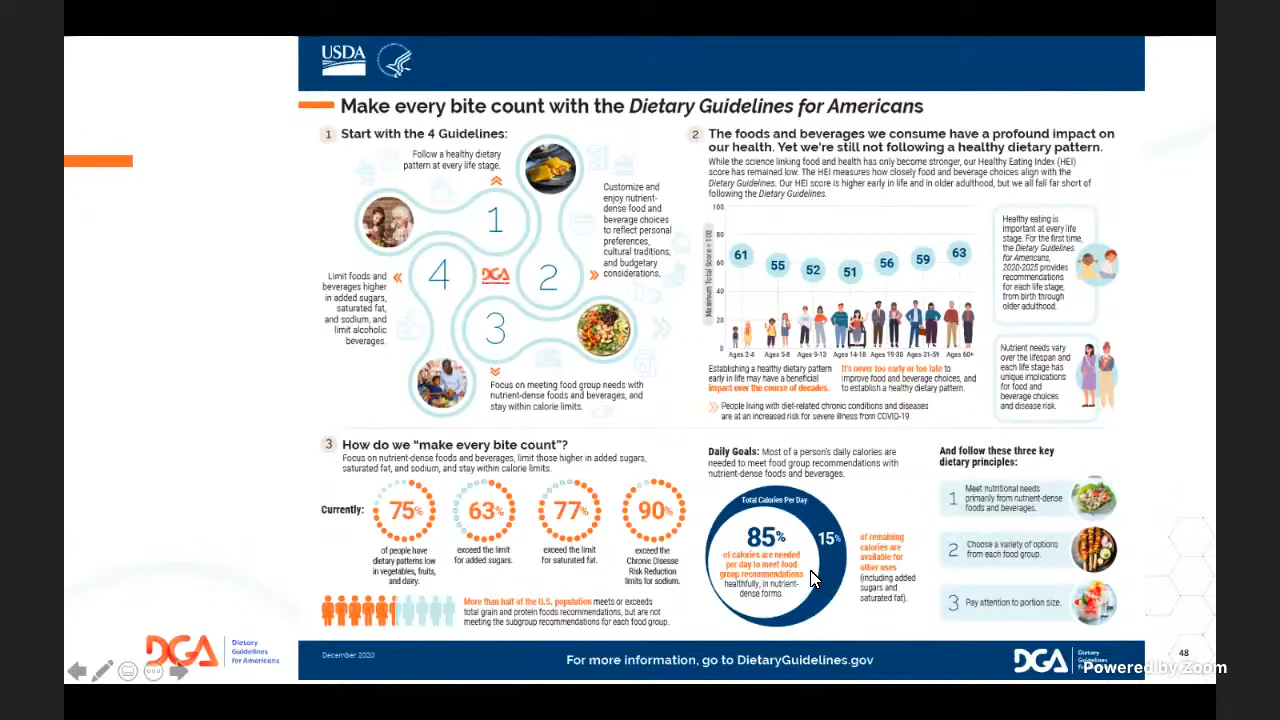 USDA
Make every bite count with the Dietary Guidelines for Americans
1 Start with the 4 Guidelines:
Follow a healthy dietary
pattern at every life stage.
Customize and
enjoy nutrient-
dense food and
beverage choices
to reflect personal
preferences,
cultural traditions,
and budgetary
considerations.
1
4
DGA
2
3
Limit foods and
beverages higher
in added sugars,
saturated fat,
and sodium, and
limit alcoholic
beverages.
Focus on meeting food group needs with
nutrient-dense foods and beverages, and
stay within calorie limits.
2 The foods and beverages we consume have a profound impact on
our health. Yet we're still not following a healthy dietary pattern.
While the science linking food and health has only become stronger, our Healthy Eating Index (HEI)
score has remained low. The HEI measures how closely food and beverage choices align with the
Dietary Guidelines. Our HEI score is higher early in life and in older adulthood, but we all fall far short of
following the Dietary Guidelines.
Maximum Total Score = 100
100
80
60
40
20
0
61
55
52
51
56
59
63
Ages 2-4 Ages 5-8 Ages 9-13 Ages 14-18 Ages 19-30 Ages 31-59 Ages 60+
Establishing a healthy dietary pattern
early in life may have a beneficial
impact over the course of decades.
It's never too early or too late to
improve food and beverage choices, and
to establish a healthy dietary pattern.
People living with diet-related chronic conditions and diseases
are at an increased risk for severe illness from COVID-19.
Healthy eating is
important at every life
stage. For the first time,
the Dietary Guidelines
for Americans,
2020-2025 provides
recommendations
for each life stage,
from birth through
older adulthood.
Nutrient needs vary
over the lifespan and
each life stage has
unique implications
for food and
beverage choices
and disease risk.
3 How do we “make every bite count”?
Focus on nutrient-dense foods and beverages, limit those higher in added sugars,
saturated fat, and sodium, and stay within calorie limits.
Currently:
75%
of people have
dietary patterns low
in vegetables, fruits,
and dairy.
63%
exceed the limit
for added sugars.
77%
exceed the limit
for saturated fat.
90%
exceed the
Chronic Disease
Risk Reduction
limits for sodium.
More than half of the U.S. population meets or exceeds
total grain and protein foods recommendations, but are not
meeting the subgroup recommendations for each food group.
Daily Goals: Most of a person's daily calories are
needed to meet food group recommendations with
nutrient-dense foods and beverages.
Total Calories Per Day
85%
of calories are needed
per day to meet food
group recommendations
healthfully, in nutrient-
dense forms.
15%
of remaining
calories are
available for
other uses
(including added
sugars and
saturated fat).
And follow these three key
dietary principles:
1 Meet nutritional needs
primarily from nutrient-dense
foods and beverages.
2 Choose a variety of options
from each food group.
3 Pay attention to portion size.
DGA
Dietary
Guidelines
for Americans
December 2020
For more information, go to DietaryGuidelines.gov
DGA
Dietary
48
Powered by Zoom